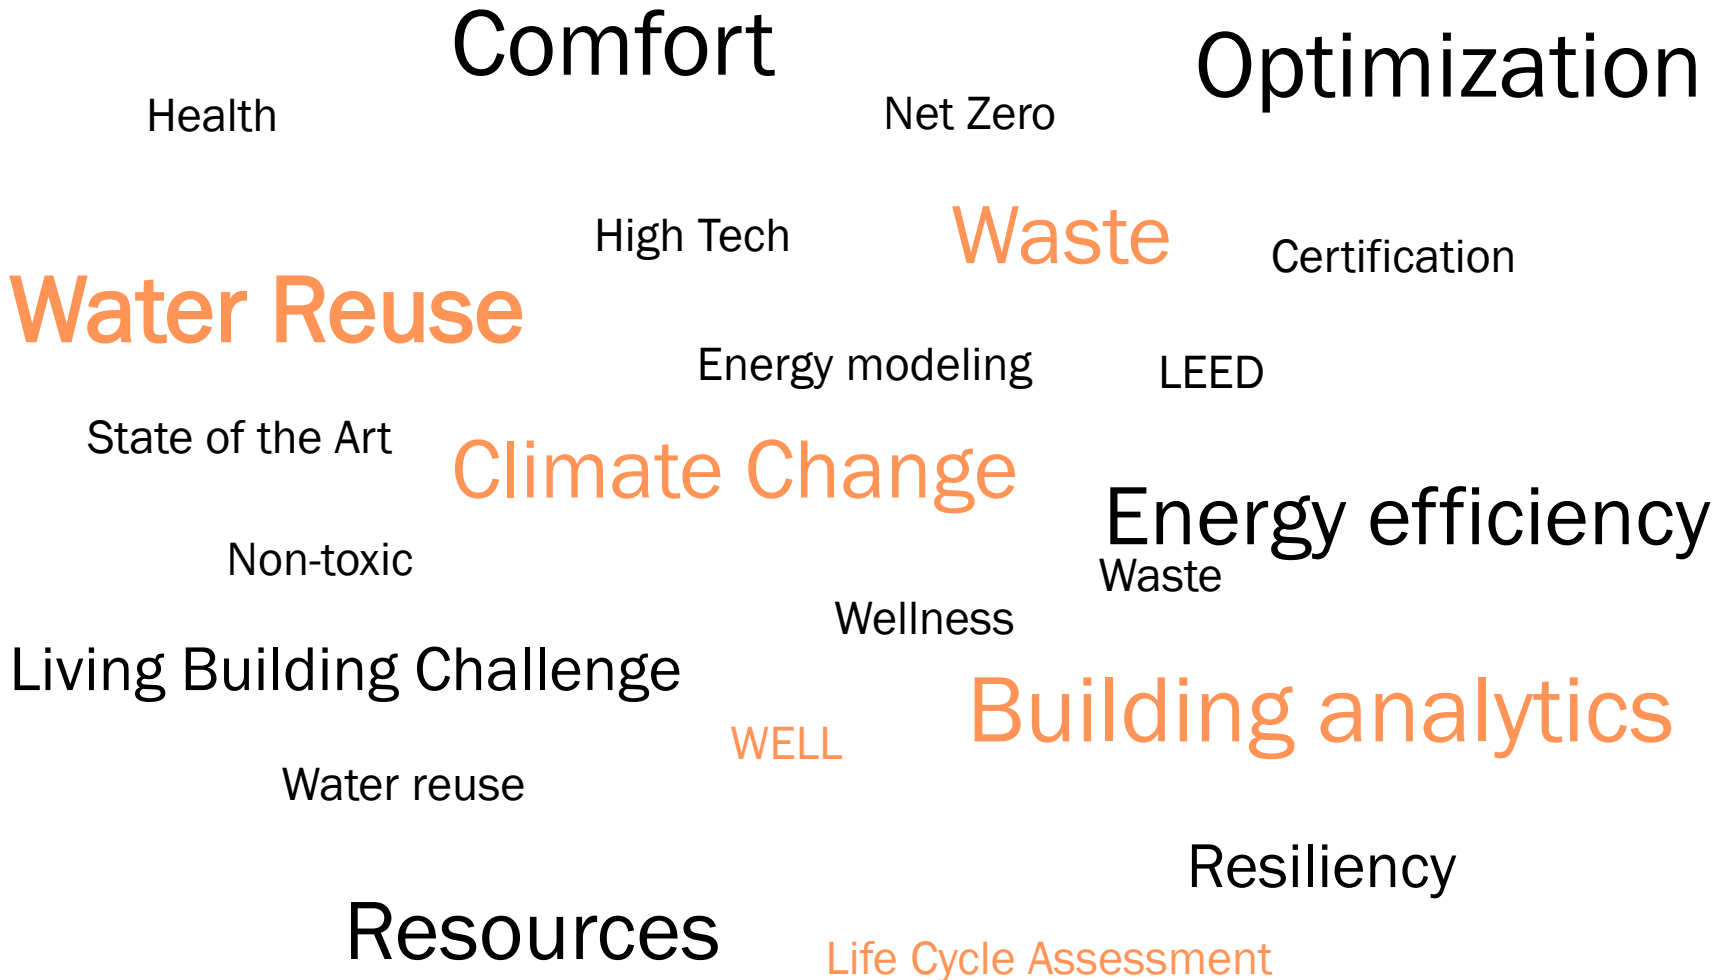 Comfort
Optimization
Health
Net Zero
High Tech
Waste
Certification
Water Reuse
Energy modeling
LEED
State of the Art
Climate Change
Energy efficiency
Non-toxic
Waste
Wellness
Living Building Challenge
Building analytics
WELL
Water reuse
Resiliency
Resources
Life Cycle Assessment